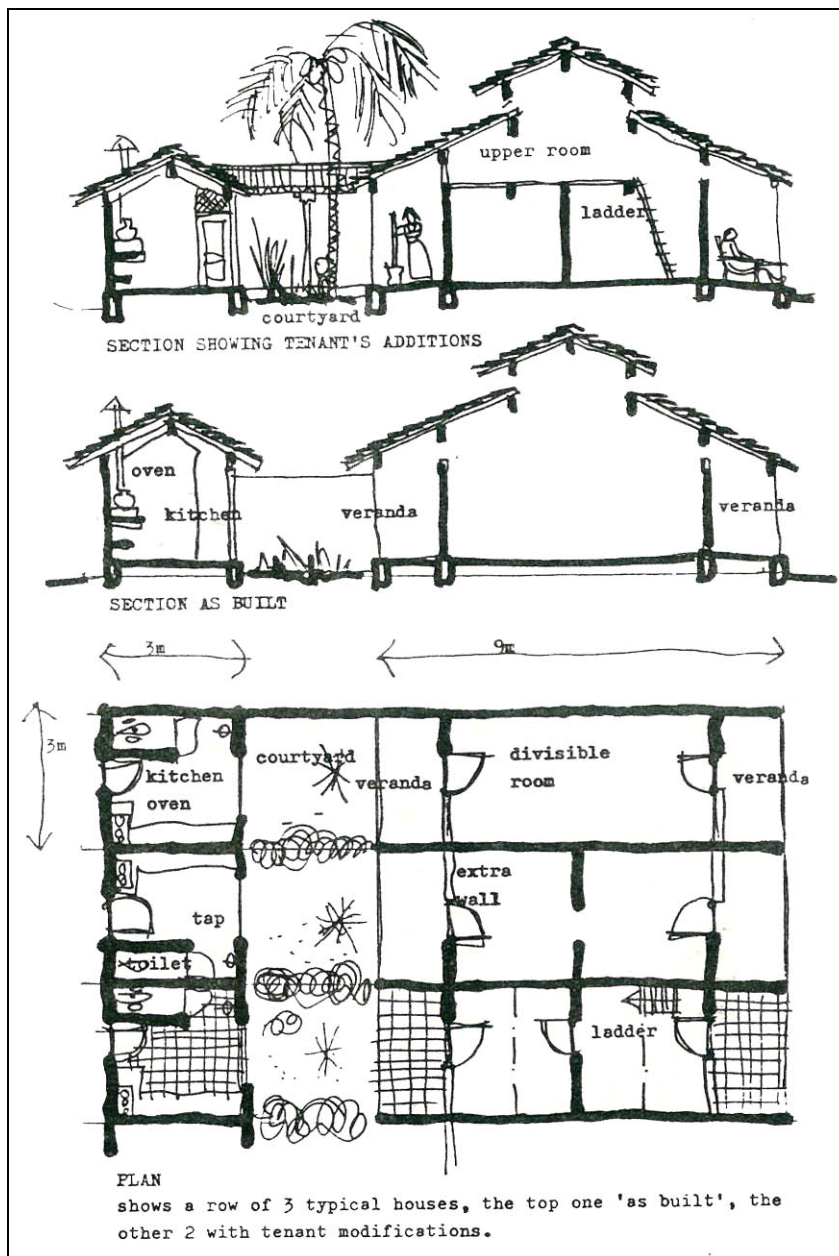 upper room
ladder
courtyard
SECTION SHOWING TENANT'S ADDITIONS
oven
kitchen
veranda
veranda
SECTION AS BUILT
3m
9m
3m
kitchen
oven
courtyard
veranda
divisible
room
veranda
extra
wall
tap
toilet
ladder
PLAN
shows a row of 3 typical houses, the top one 'as built', the
other 2 with tenant modifications.